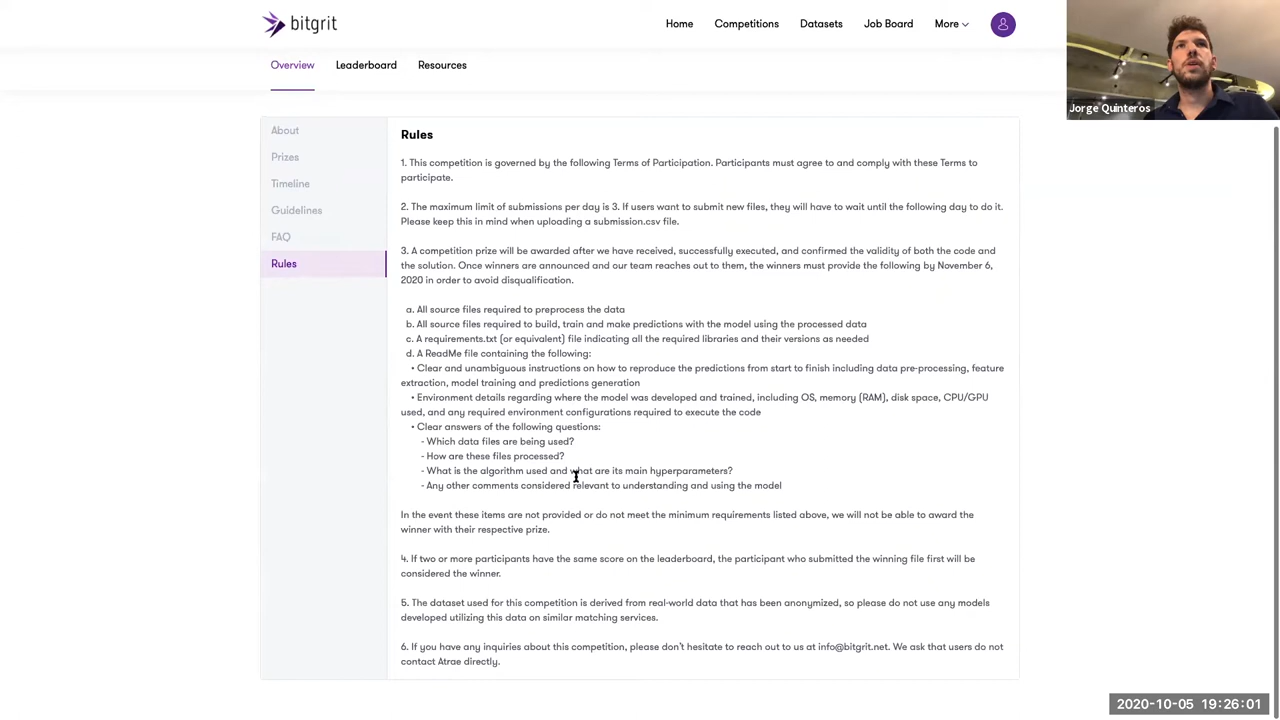 bitgrit
Home
Competitions
Datasets
Job Board
More
Jorge Quinteros
Overview
Leaderboard
Resources
About
Prizes
Timeline
Guidelines
FAQ
Rules
Rules
1. This competition is governed by the following Terms of Participation. Participants must agree to and comply with these Terms to
participate.
2. The maximum limit of submissions per day is 3. If users want to submit new files, they will have to wait until the following day to do it.
Please keep this in mind when uploading a submission.csv file.
3. A competition prize will be awarded after we have received, successfully executed, and confirmed the validity of both the code and
the solution. Once winners are announced and our team reaches out to them, the winners must provide the following by November 6,
2020 in order to avoid disqualification.
a. All source files required to preprocess the data
b. All source files required to build, train and make predictions with the model using the processed data
c. A requirements.txt (or equivalent) file indicating all the required libraries and their versions as needed
d. A ReadMe file containing the following:
• Clear and unambiguous instructions on how to reproduce the predictions from start to finish including data pre-processing, feature
extraction, model training and predictions generation
• Environment details regarding where the model was developed and trained, including OS, memory (RAM), disk space, CPU/GPU
used, and any required environment configurations required to execute the code
• Clear answers of the following questions:
- Which data files are being used?
- How are these files processed?
- What is the algorithm used and what are its main hyperparameters?
- Any other comments considered relevant to understanding and using the model
In the event these items are not provided or do not meet the minimum requirements listed above, we will not be able to award the
winner with their respective prize.
4. If two or more participants have the same score on the leaderboard, the participant who submitted the winning file first will be
considered the winner.
5. The dataset used for this competition is derived from real-world data that has been anonymized, so please do not use any models
developed utilizing this data on similar matching services.
6. If you have any inquiries about this competition, please don't hesitate to reach out to us at info@bitgrit.net. We ask that users do not
contact Atrae directly.
2020-10-05 19:26:01